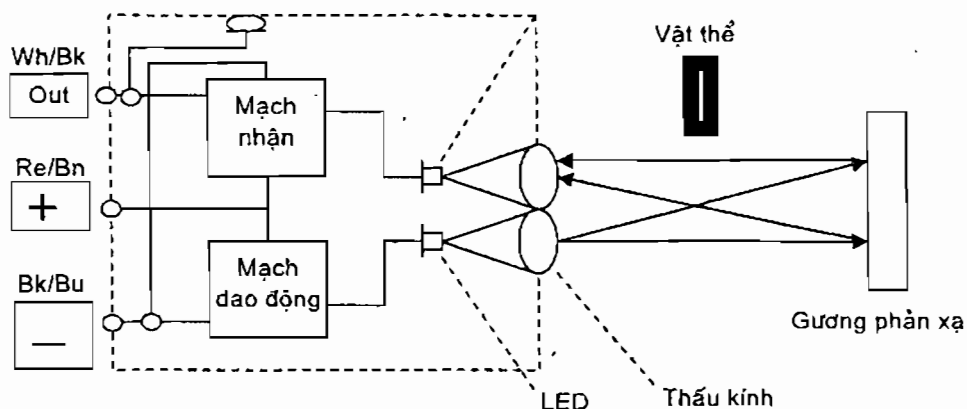 Wh/Bk
Out
Re/Bn
+
Bk/Bu
—
Mạch
nhận
Mạch
dao động
Vật thể
Gương phản xạ
LED
Thấu kính